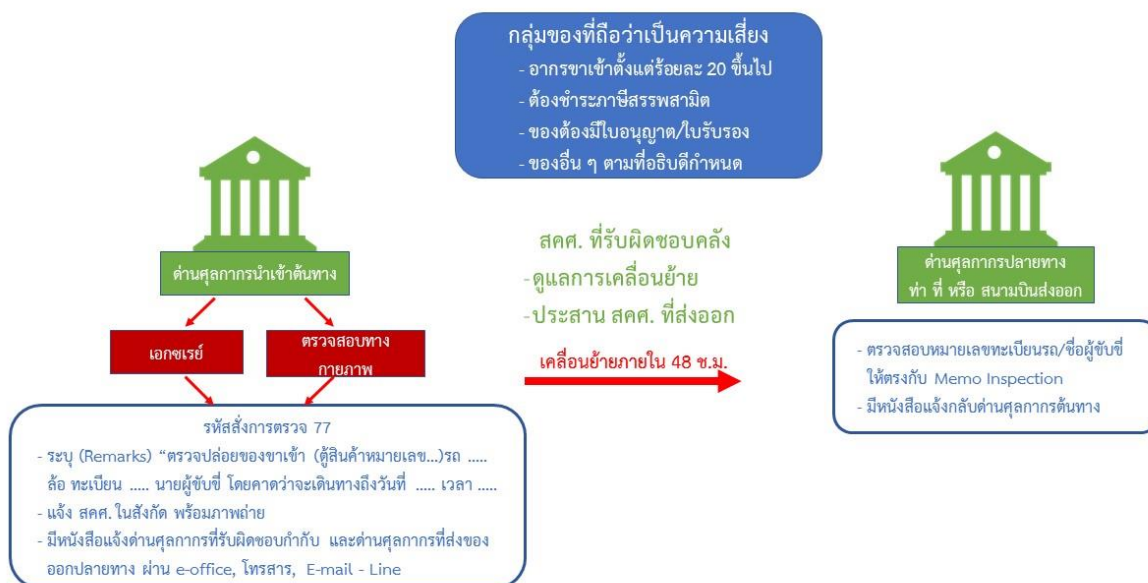 กลุ่มของที่ถือว่าเป็นความเสี่ยง
- อากรขาเข้าตั้งแต่ร้อยละ 20 ขึ้นไป
- ต้องชำระภาษีสรรพสามิต
- ของต้องมีใบอนุญาต/ใบรับรอง
- ของอื่น ๆ ตามที่อธิบดีกำหนด
ด่านศุลกากรนำเข้าต้นทาง
เอกซเรย์
ตรวจสอบทาง
กายภาพ
รหัสสั่งการตรวจ 77
- ระบุ (Remarks) “ตรวจปล่อยของขาเข้า (ตู้สินค้าหมายเลข...)รถ .....
ล้อ ทะเบียน ..... นายผู้ขับขี่ โดยคาดว่าจะเดินทางถึงวันที่ ..... เวลา .....
- แจ้ง สคศ. ในสังกัด พร้อมภาพถ่าย
- มีหนังสือแจ้งด่านศุลกากรที่รับผิดชอบกำกับ และด่านศุลกากรที่ส่งของ
ออกปลายทาง ผ่าน e-office, โทรสาร, E-mail - Line
สคศ. ที่รับผิดชอบคลัง
-ดูแลการเคลื่อนย้าย
-ประสาน สคศ. ที่ส่งออก
เคลื่อนย้ายภายใน 48 ช.ม.
ด่านศุลกากรปลายทาง
ท่า ที่ หรือ สนามบินส่งออก
- ตรวจสอบหมายเลขทะเบียนรถ/ชื่อผู้ขับขี่
ให้ตรงกับ Memo Inspection
- มีหนังสือแจ้งกลับด่านศุลกากรต้นทาง